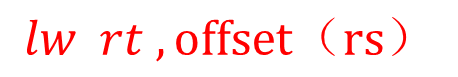 lw rt ,offset（rs）